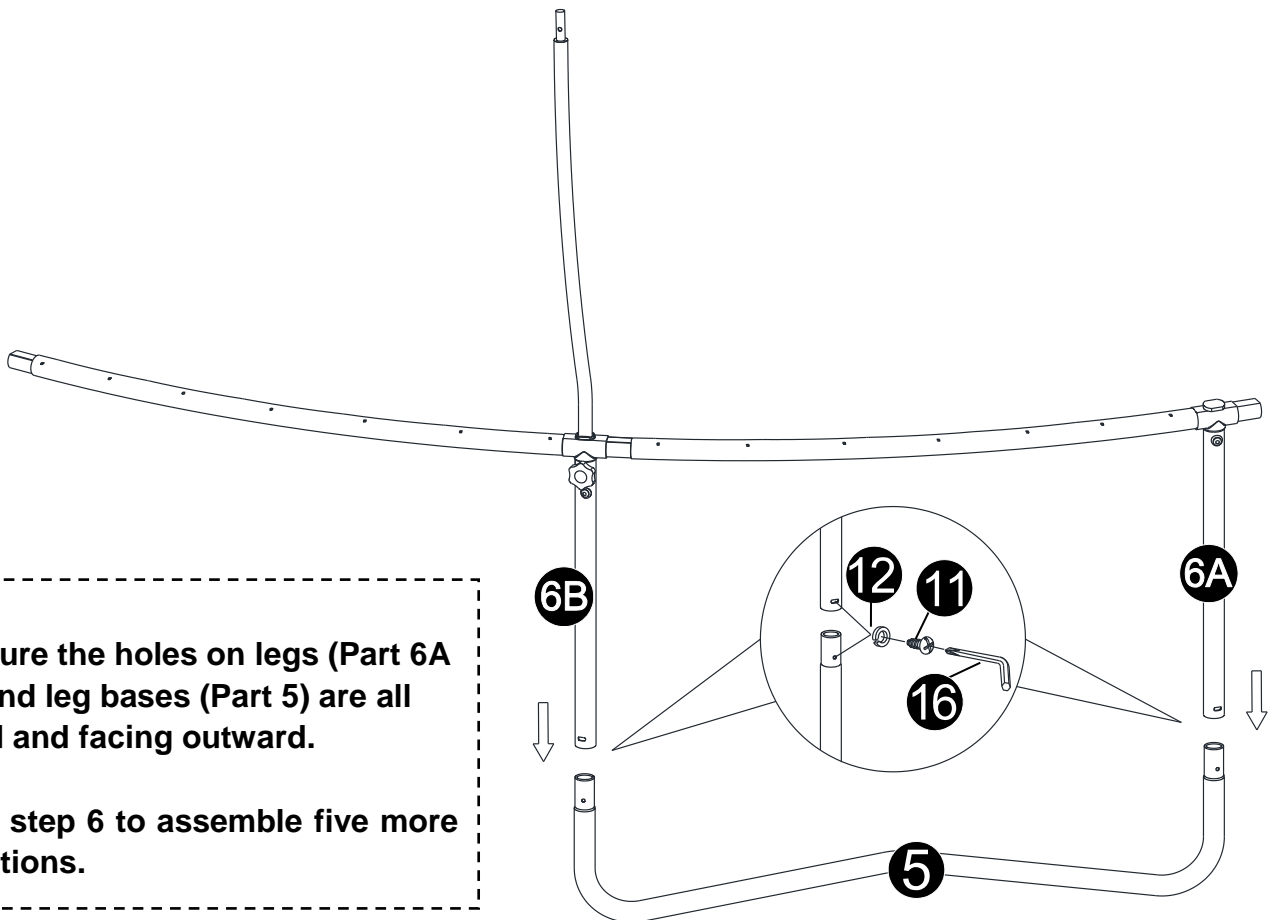 6B
12
11
6A
16
ure the holes on legs (Part 6A
nd leg bases (Part 5) are all
and facing outward.
step 6 to assemble five more
tions.
5